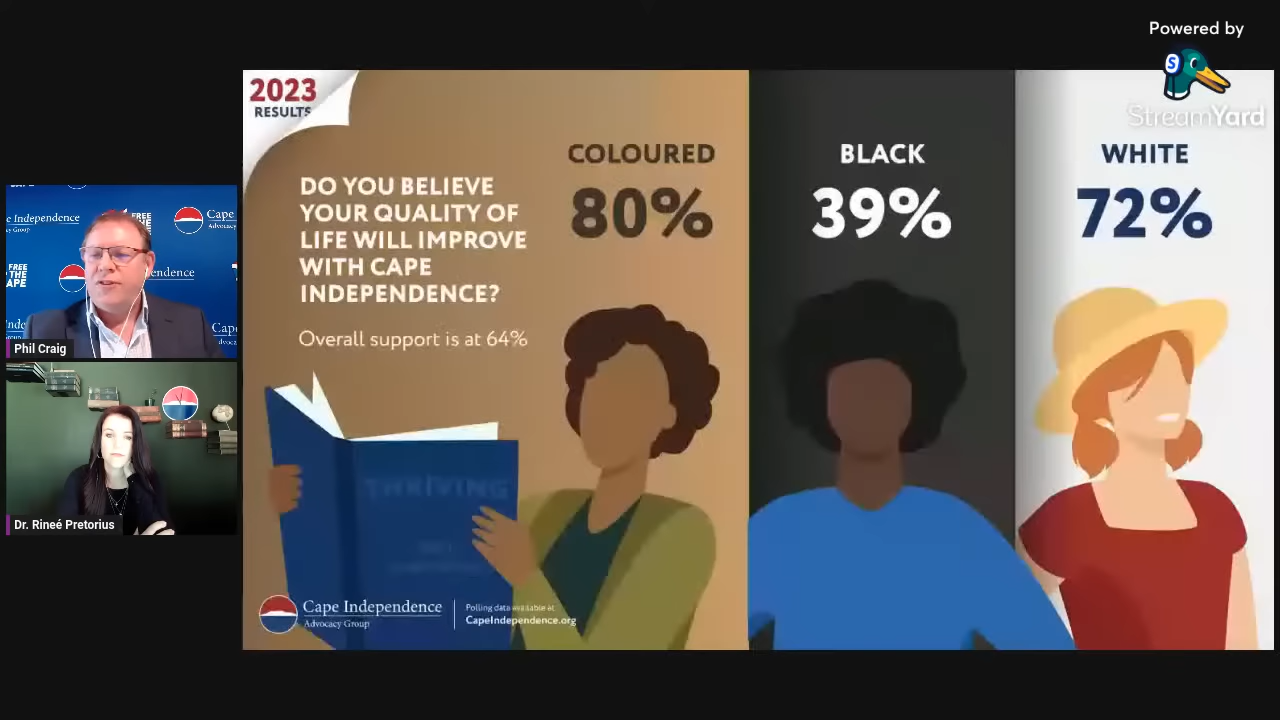 Powered by
StreamYard
2023
RESULTS
DO YOU BELIEVE
YOUR QUALITY OF
LIFE WILL IMPROVE
WITH CAPE
INDEPENDENCE?
Overall support is at 64%
COLOURED
80%
BLACK
39%
WHITE
72%
THRIVING
Cape Independence
Advocacy Group
Polling data available at
CapeIndependence.org
Phil Craig
Dr. Rineé Pretorius